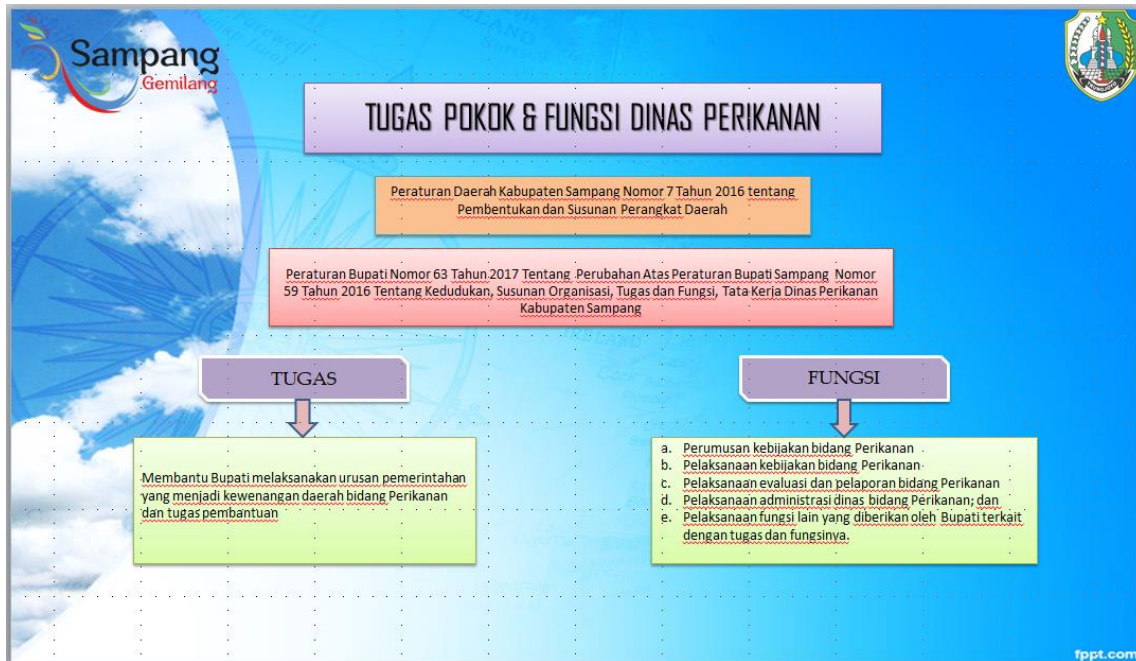 Sampang
Gemilang
TUGAS POKOK & FUNGSI DINAS PERIKANAN
Peraturan Daerah Kabupaten Sampang Nomor 7 Tahun 2016 tentang
Pembentukan dan Susunan Perangkat Daerah
Peraturan Bupati Nomor 63 Tahun 2017 Tentang Perubahan Atas Peraturan Bupati Sampang Nomor
59 Tahun 2016 Tentang Kedudukan, Susunan Organisasi, Tugas dan Fungsi, Tata Kerja Dinas Perikanan
Kabupaten Sampang
TUGAS
Membantu Bupati melaksanakan urusan pemerintahan
yang menjadi kewenangan daerah bidang Perikanan
dan tugas pembantuan
FUNGSI
a. Perumusan kebijakan bidang Perikanan
b. Pelaksanaan kebijakan bidang Perikanan
c. Pelaksanaan evaluasi dan pelaporan bidang Perikanan
d. Pelaksanaan administrasi dinas bidang Perikanan; dan
e. Pelaksanaan fungsi lain yang diberikan oleh Bupati terkait
dengan tugas dan fungsinya.
fppt.com